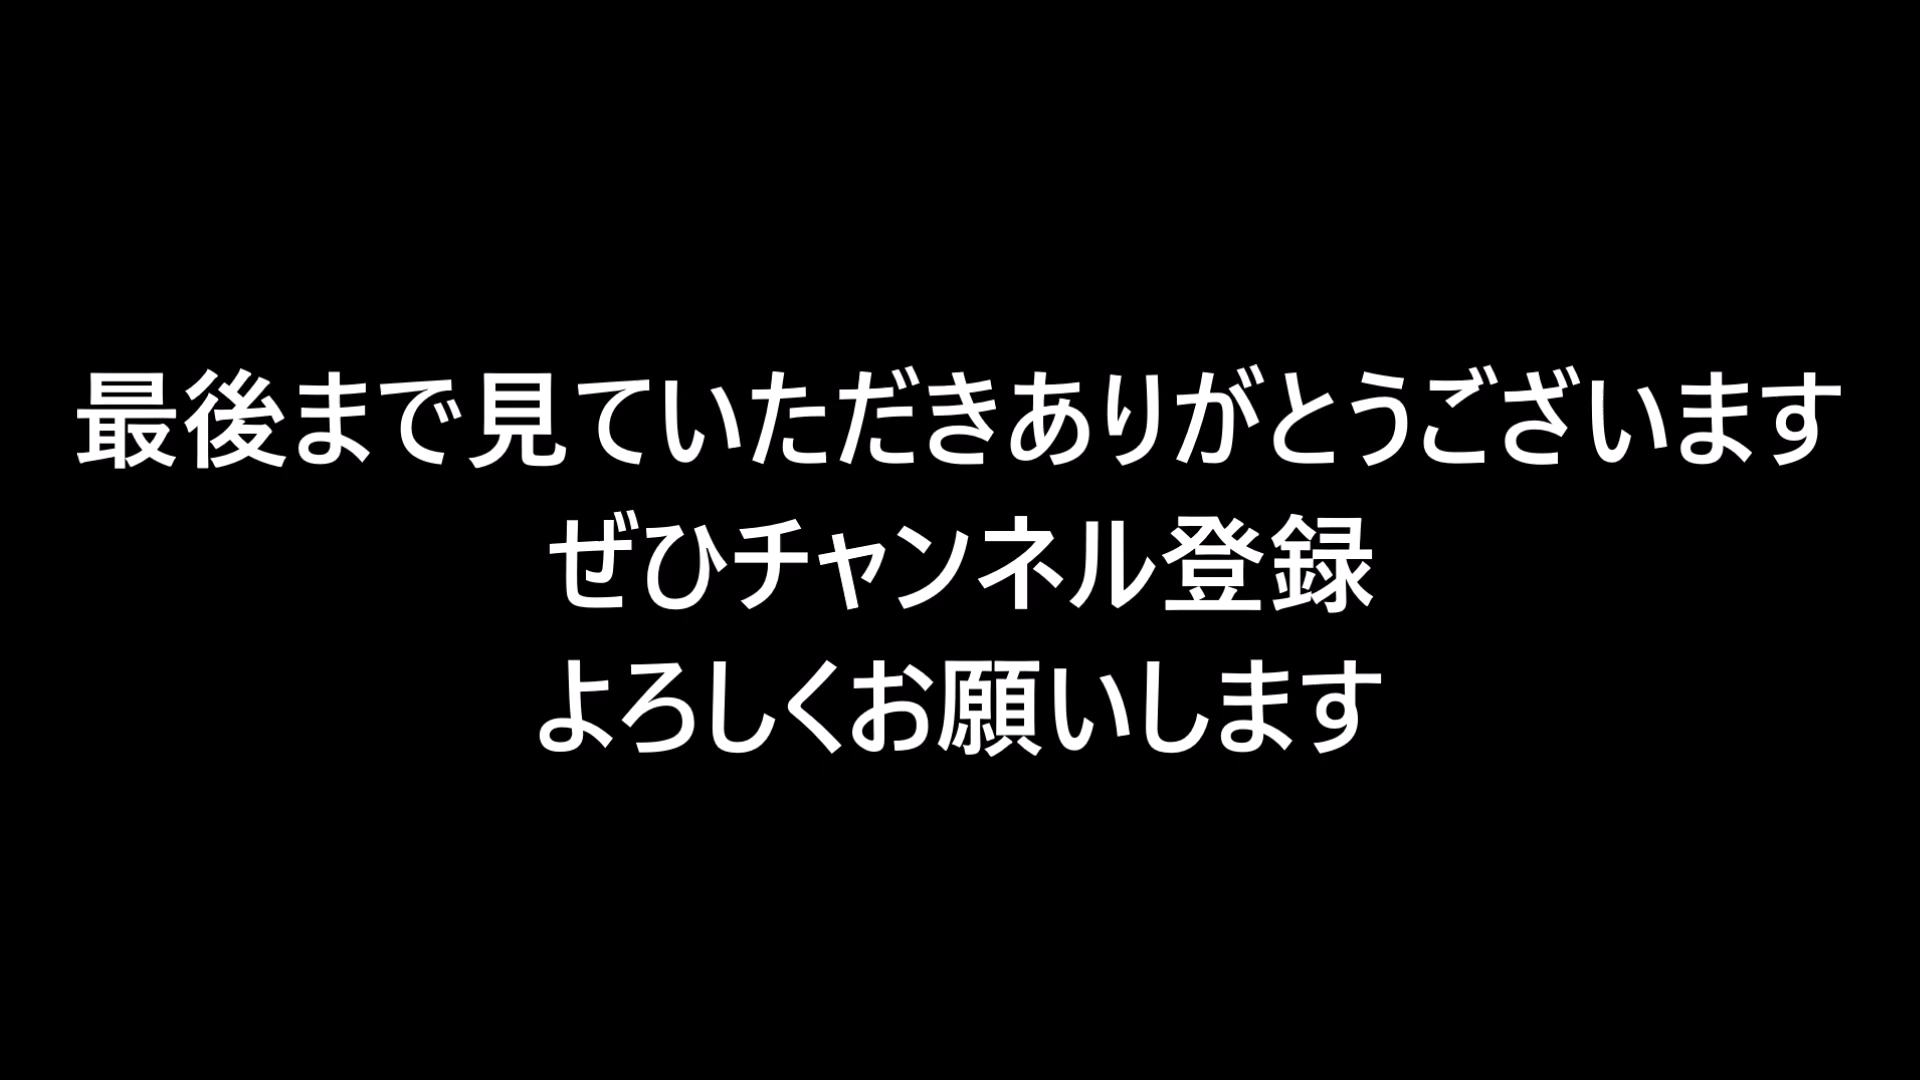 最後まで見ていただきありがとうございます
ぜひチャンネル登録
よろしくお願いします